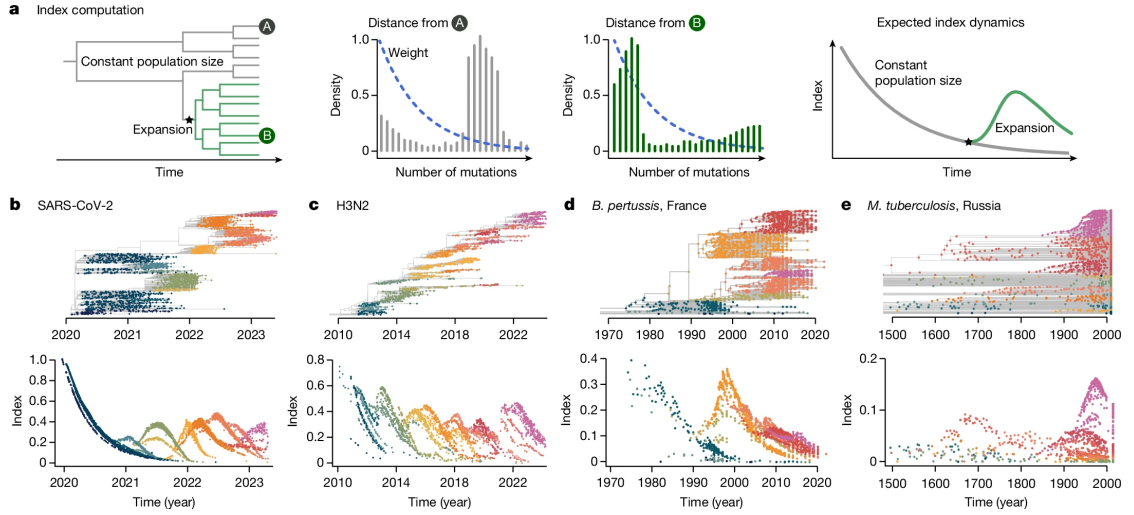 a
Index computation
A
Constant population size
Expansion
B
Time
Distance from A
1.0
0.5
0
Density
Weight
Number of mutations
Distance from B
1.0
0.5
0
Density
Number of mutations
Expected index dynamics
Index
Constant
population size
Expansion
Time
b SARS-CoV-2
2020 2021 2022 2023
1.0
0.8
0.6
0.4
0.2
0
Index
2020 2021 2022 2023
Time (year)
c H3N2
2010 2014 2018 2022
0.8
0.6
0.4
0.2
0
Index
2010 2014 2018 2022
Time (year)
d B. pertussis, France
1970 1980 1990 2000 2010 2020
0.4
0.3
0.2
0.1
0
Index
1970 1980 1990 2000 2010 2020
Time (year)
e M. tuberculosis, Russia
1500 1600 1700 1800 1900 2000
0.2
0.1
0
Index
1500 1600 1700 1800 1900 2000
Time (year)